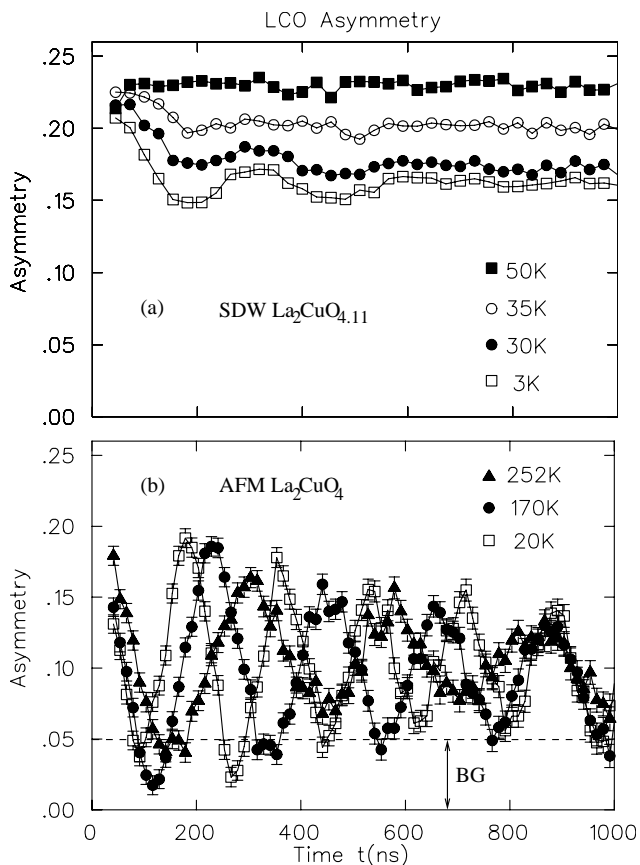 LCO Asymmetry
.25
.20
.15
.10
.05
.00
Asymmetry
(a) SDW La₂CuO₄.₁₁
50K
35K
30K
3K
.25
.20
.15
.10
.05
.00
Asymmetry
(b) AFM La₂CuO₄
252K
170K
20K
BG
0 200 400 600 800 1000
Time t(ns)